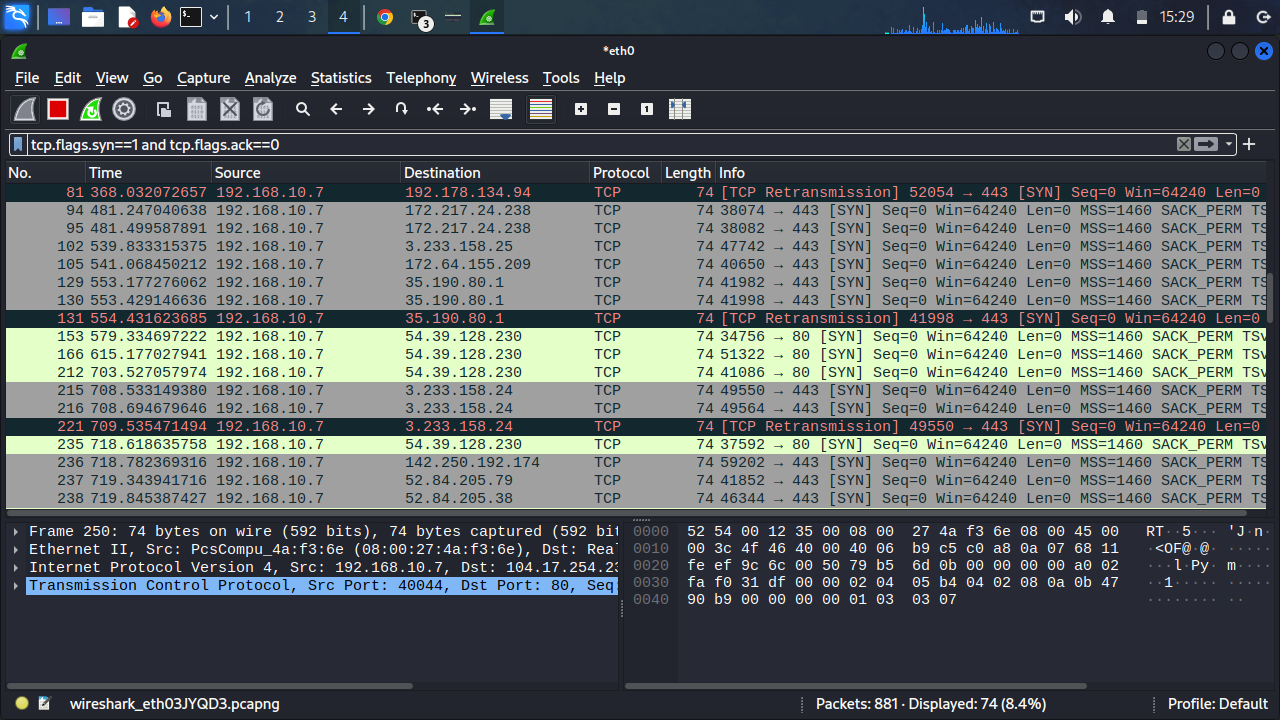 1 2 3 4 3 15:29
*eth0
File Edit View Go Capture Analyze Statistics Telephony Wireless Tools Help
tcp.flags.syn==1 and tcp.flags.ack==0
No. Time Source Destination Protocol Length Info
81 368.032072657 192.168.10.7 192.178.134.94 TCP 74 [TCP Retransmission] 52054 → 443 [SYN] Seq=0 Win=64240 Len=0
94 481.247040638 192.168.10.7 172.217.24.238 TCP 74 38074 → 443 [SYN] Seq=0 Win=64240 Len=0 MSS=1460 SACK_PERM TS
95 481.499587891 192.168.10.7 172.217.24.238 TCP 74 38082 → 443 [SYN] Seq=0 Win=64240 Len=0 MSS=1460 SACK_PERM TS
102 539.833315375 192.168.10.7 3.233.158.25 TCP 74 47742 → 443 [SYN] Seq=0 Win=64240 Len=0 MSS=1460 SACK_PERM TS
105 541.068450212 192.168.10.7 172.64.155.209 TCP 74 40650 → 443 [SYN] Seq=0 Win=64240 Len=0 MSS=1460 SACK_PERM TS
129 553.177276062 192.168.10.7 35.190.80.1 TCP 74 41982 → 443 [SYN] Seq=0 Win=64240 Len=0 MSS=1460 SACK_PERM TS
130 553.429146636 192.168.10.7 35.190.80.1 TCP 74 41998 → 443 [SYN] Seq=0 Win=64240 Len=0 MSS=1460 SACK_PERM TS
131 554.431623685 192.168.10.7 35.190.80.1 TCP 74 [TCP Retransmission] 41998 → 443 [SYN] Seq=0 Win=64240 Len=0
153 579.334697222 192.168.10.7 54.39.128.230 TCP 74 34756 → 80 [SYN] Seq=0 Win=64240 Len=0 MSS=1460 SACK_PERM TSv
166 615.177027941 192.168.10.7 54.39.128.230 TCP 74 51322 → 80 [SYN] Seq=0 Win=64240 Len=0 MSS=1460 SACK_PERM TSv
212 703.527057974 192.168.10.7 54.39.128.230 TCP 74 41086 → 80 [SYN] Seq=0 Win=64240 Len=0 MSS=1460 SACK_PERM TSv
215 708.533149380 192.168.10.7 3.233.158.24 TCP 74 49550 → 443 [SYN] Seq=0 Win=64240 Len=0 MSS=1460 SACK_PERM TS
216 708.694679646 192.168.10.7 3.233.158.24 TCP 74 49564 → 443 [SYN] Seq=0 Win=64240 Len=0 MSS=1460 SACK_PERM TS
221 709.535471494 192.168.10.7 3.233.158.24 TCP 74 [TCP Retransmission] 49550 → 443 [SYN] Seq=0 Win=64240 Len=0
235 718.618635758 192.168.10.7 54.39.128.230 TCP 74 37592 → 80 [SYN] Seq=0 Win=64240 Len=0 MSS=1460 SACK_PERM TSv
236 718.782369316 192.168.10.7 142.250.192.174 TCP 74 59202 → 443 [SYN] Seq=0 Win=64240 Len=0 MSS=1460 SACK_PERM TS
237 719.343941716 192.168.10.7 52.84.205.79 TCP 74 41852 → 443 [SYN] Seq=0 Win=64240 Len=0 MSS=1460 SACK_PERM TS
238 719.845387427 192.168.10.7 52.84.205.38 TCP 74 46344 → 443 [SYN] Seq=0 Win=64240 Len=0 MSS=1460 SACK_PERM TS
Frame 250: 74 bytes on wire (592 bits), 74 bytes captured (592 bi
Ethernet II, Src: PcsCompu_4a:f3:6e (08:00:27:4a:f3:6e), Dst: Rea
Internet Protocol Version 4, Src: 192.168.10.7, Dst: 104.17.254.23
Transmission Control Protocol, Src Port: 40044, Dst Port: 80, Seq
0000 52 54 00 12 35 00 08 00 27 4a f3 6e 08 00 45 00 RT··5··· 'J·n··
0010 00 3c 4f 46 40 00 40 06 b9 c5 c0 a8 0a 07 68 11 ·<OF@·@· ······
0020 fe ef 9c 6c 00 50 79 b5 6d 0b 00 00 00 00 a0 02 ···l·Py· m·····
0030 fa f0 31 df 00 00 02 04 05 b4 04 02 08 0a 0b 47 ··1····· ······
0040 90 b9 00 00 00 00 01 03 03 07 ········ ··
wireshark_eth03JYQD3.pcapng Packets: 881 · Displayed: 74 (8.4%) Profile: Default